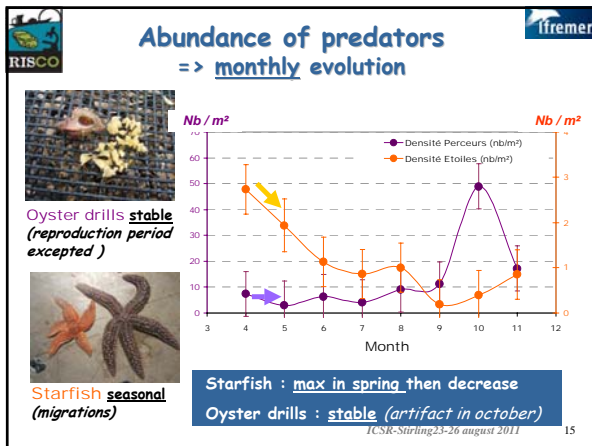 RISCO
Ifremer
Abundance of predators
=> monthly evolution
Nb / m²
Nb / m²
Densité Perceurs (nb/m²)
Densité Etoiles (nb/m²)
70
60
50
40
30
20
10
0
4
3
2
1
0
3 4 5 6 7 8 9 10 11 12
Month
Oyster drills stable
(reproduction period
excepted )
Starfish seasonal
(migrations)
Starfish : max in spring then decrease
Oyster drills : stable (artifact in october)
ICSR-Stirling23-26 august 2011
15